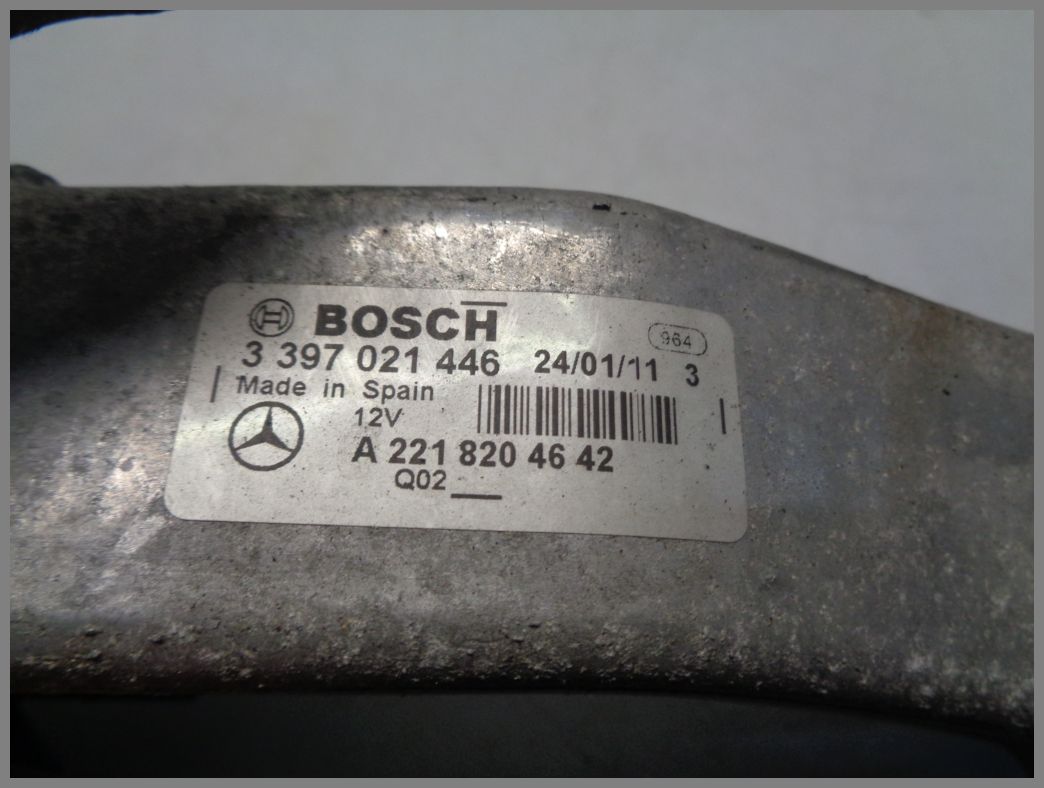 BOSCH
964
3 397 021 446 24/01/11 3
Made in Spain
12V
A 221 820 46 42
Q02